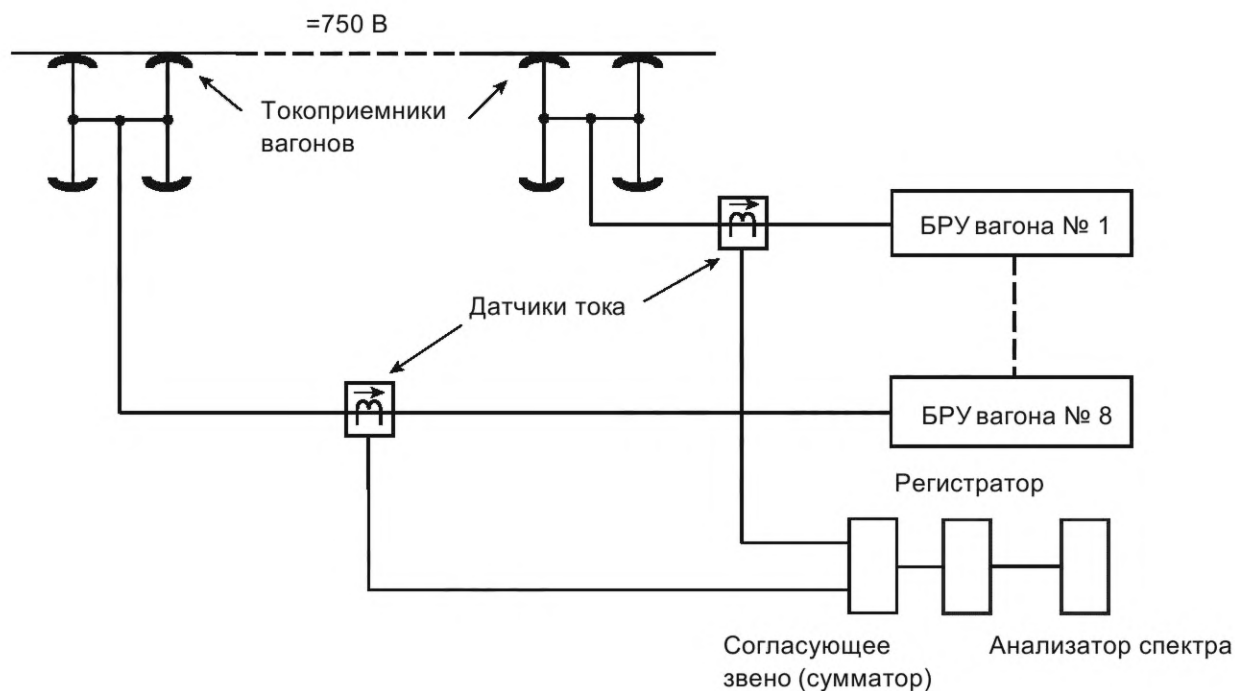 =750 В
Токоприемники
вагонов
БРУ вагона № 1
Датчики тока
БРУ вагона № 8
Регистратор
Согласующее
звено (сумматор)
Анализатор спектра